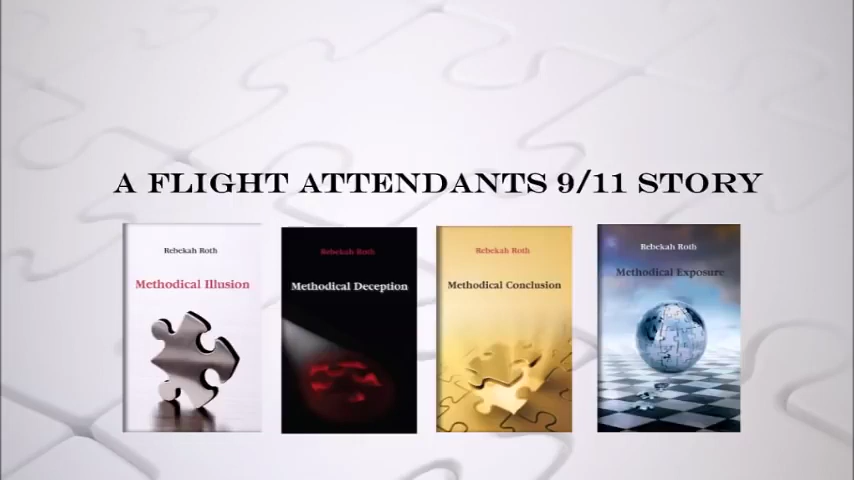 A FLIGHT ATTENDANTS 9/11 STORY
Rebekah Roth
Methodical Illusion
Rebekah Roth
Methodical Deception
Rebekah Roth
Methodical Conclusion
Rebekah Roth
Methodical Exposure